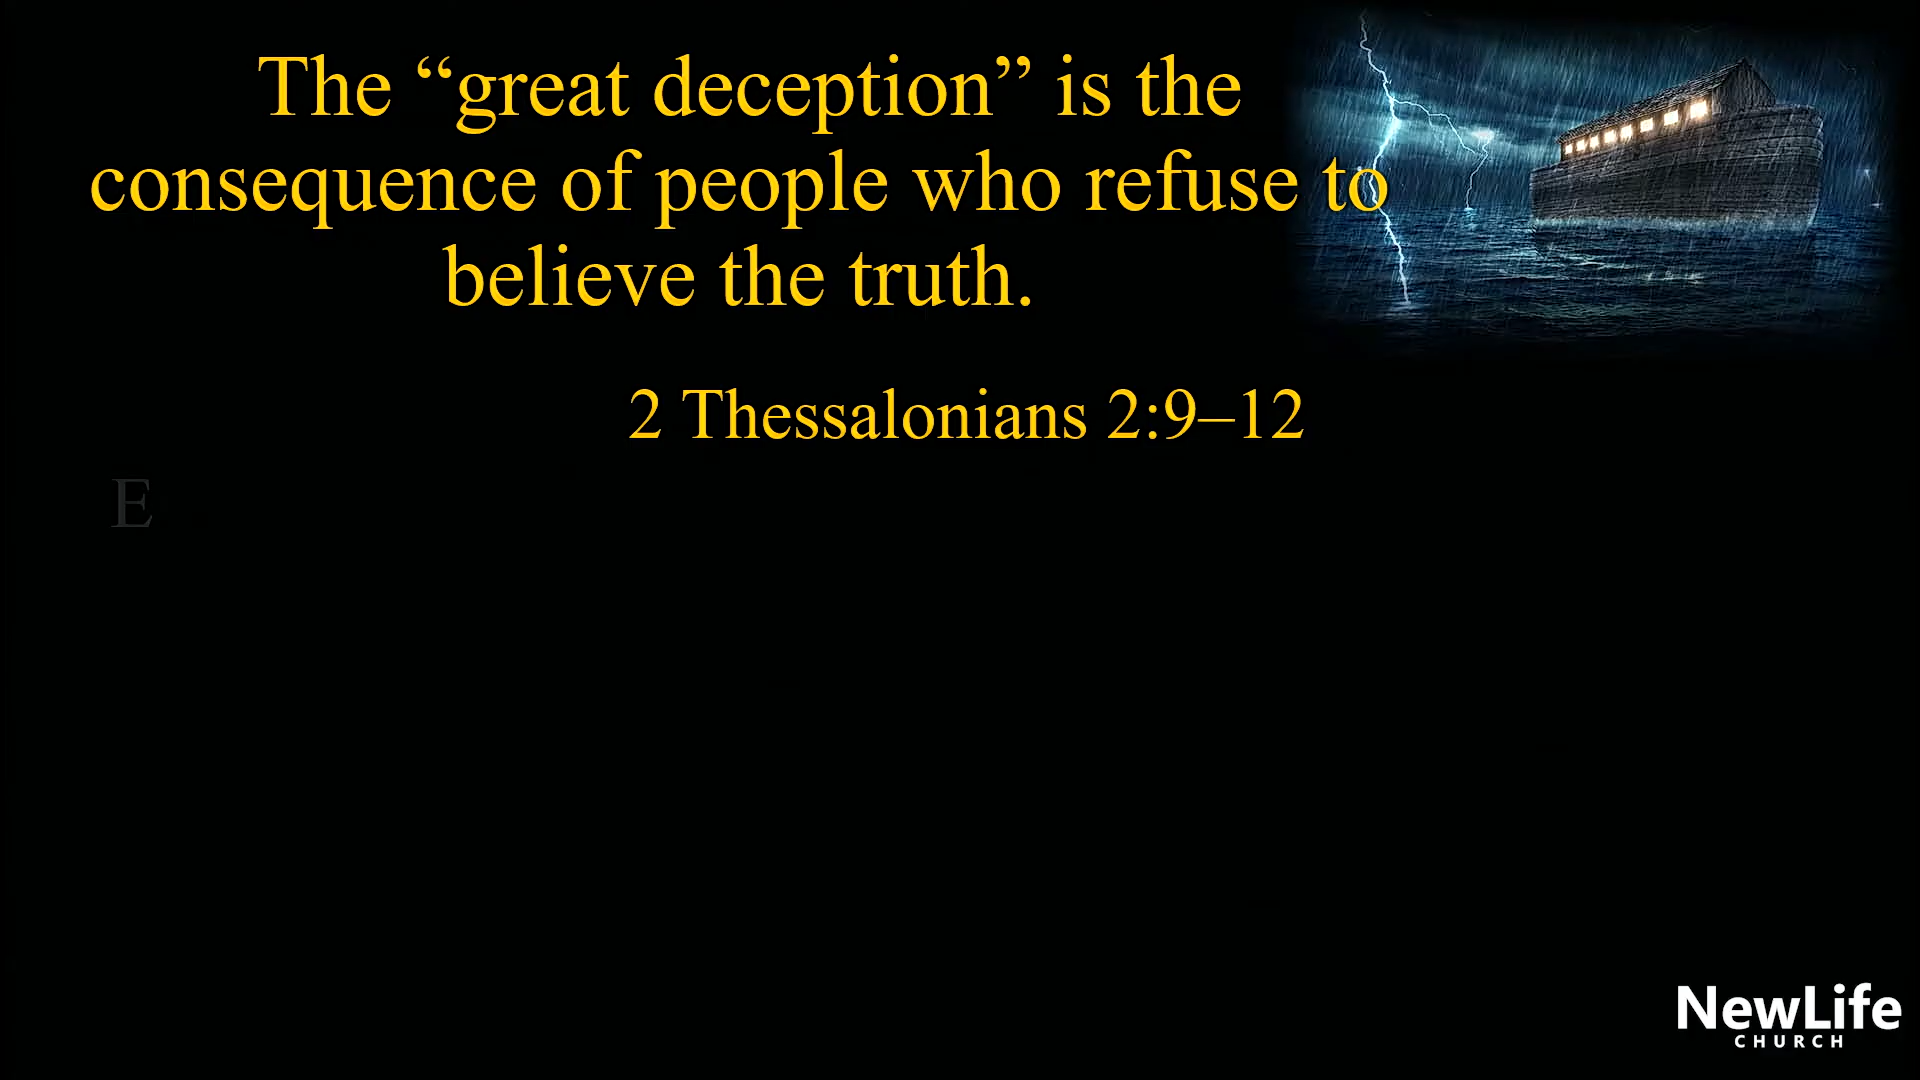 The “great deception” is the
consequence of people who refuse to
believe the truth.
2 Thessalonians 2:9–12
E
NewLife
CHURCH